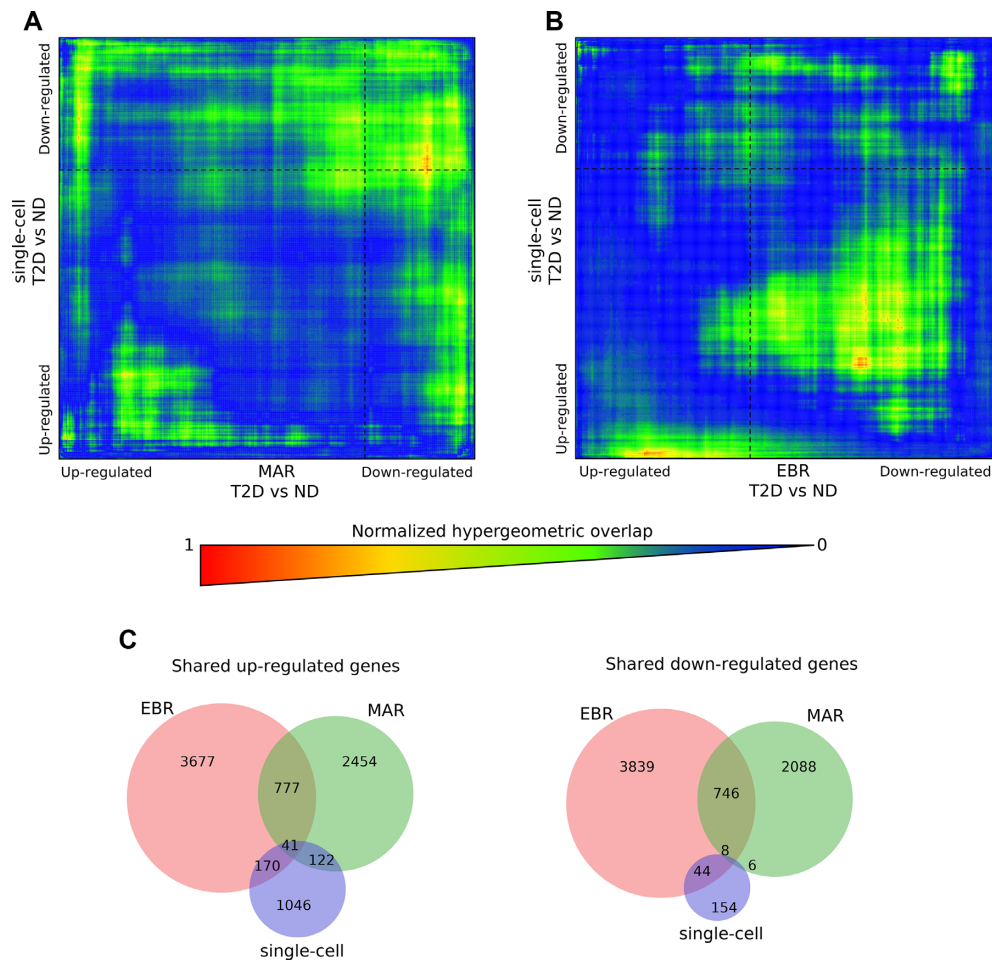 A
B
Down-regulated
single-cell
T2D vs ND
Up-regulated
Up-regulated
MAR
Down-regulated
T2D vs ND
Down-regulated
single-cell
T2D vs ND
Up-regulated
Up-regulated
EBR
Down-regulated
T2D vs ND
Normalized hypergeometric overlap
1
0
C
Shared up-regulated genes
EBR
MAR
3677
2454
777
41
170
122
1046
single-cell
Shared down-regulated genes
EBR
MAR
3839
2088
746
8
44
6
154
single-cell